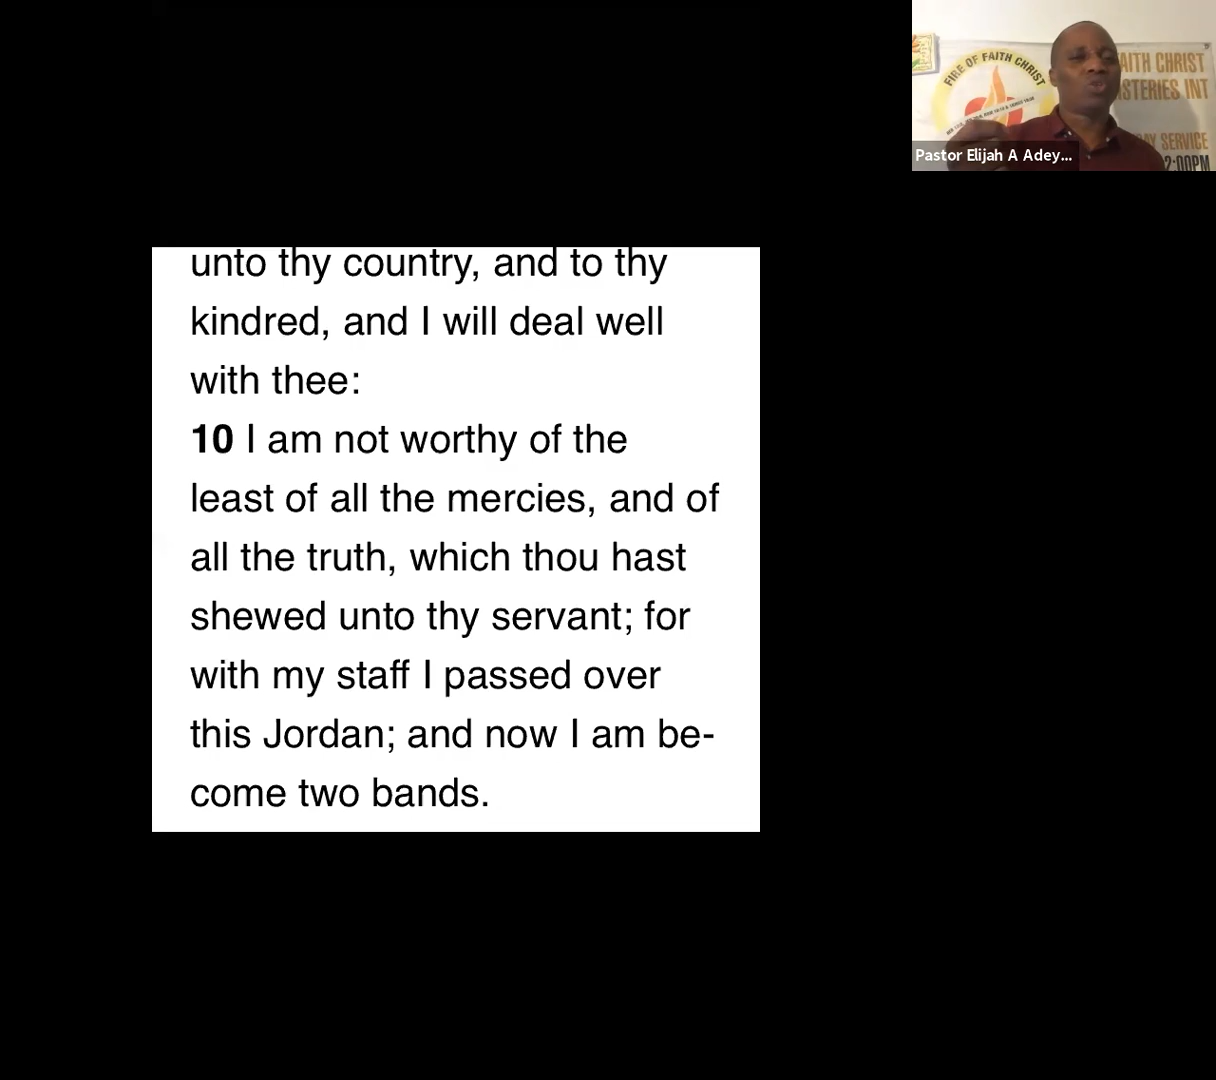 unto thy country, and to thy
kindred, and I will deal well
with thee:
10 I am not worthy of the
least of all the mercies, and of
all the truth, which thou hast
shewed unto thy servant; for
with my staff I passed over
this Jordan; and now I am be-
come two bands.
FIRE OF FAITH CHRIST
AITH CHRIST
ISTERIES INT
AY SERVICE
2:00PM
Pastor Elijah A Adey...